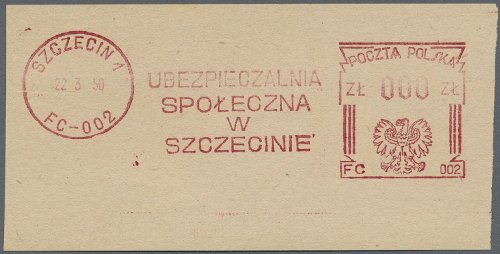 SZCZECIN 1
22 3 50
FC-002
UBEZPIECZALNIA
SPOŁECZNA
W
SZCZECINIE
POCZTA POLSKA
ZŁ 000 ZŁ
FC 002